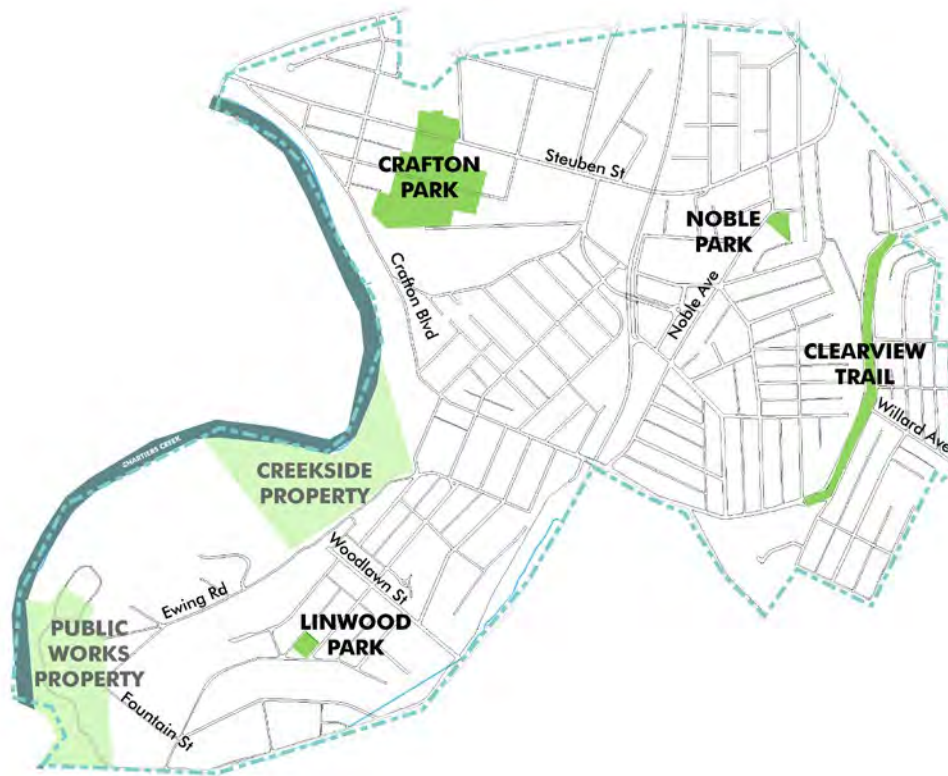 CRAFTON
PARK
Steuben St
NOBLE
PARK
Crafton Blvd
Noble Ave
CLEARVIEW
TRAIL
Willard Ave
CHARTIERS CREEK
CREEKSIDE
PROPERTY
Woodlawn St
Ewing Rd
LINWOOD
PARK
PUBLIC
WORKS
PROPERTY
Fountain St